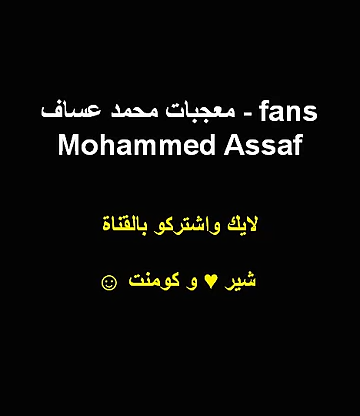 معجبات محمد عساف - fans
Mohammed Assaf
لايك واشتركو بالقناة
شير ♥ و كومنت ☺